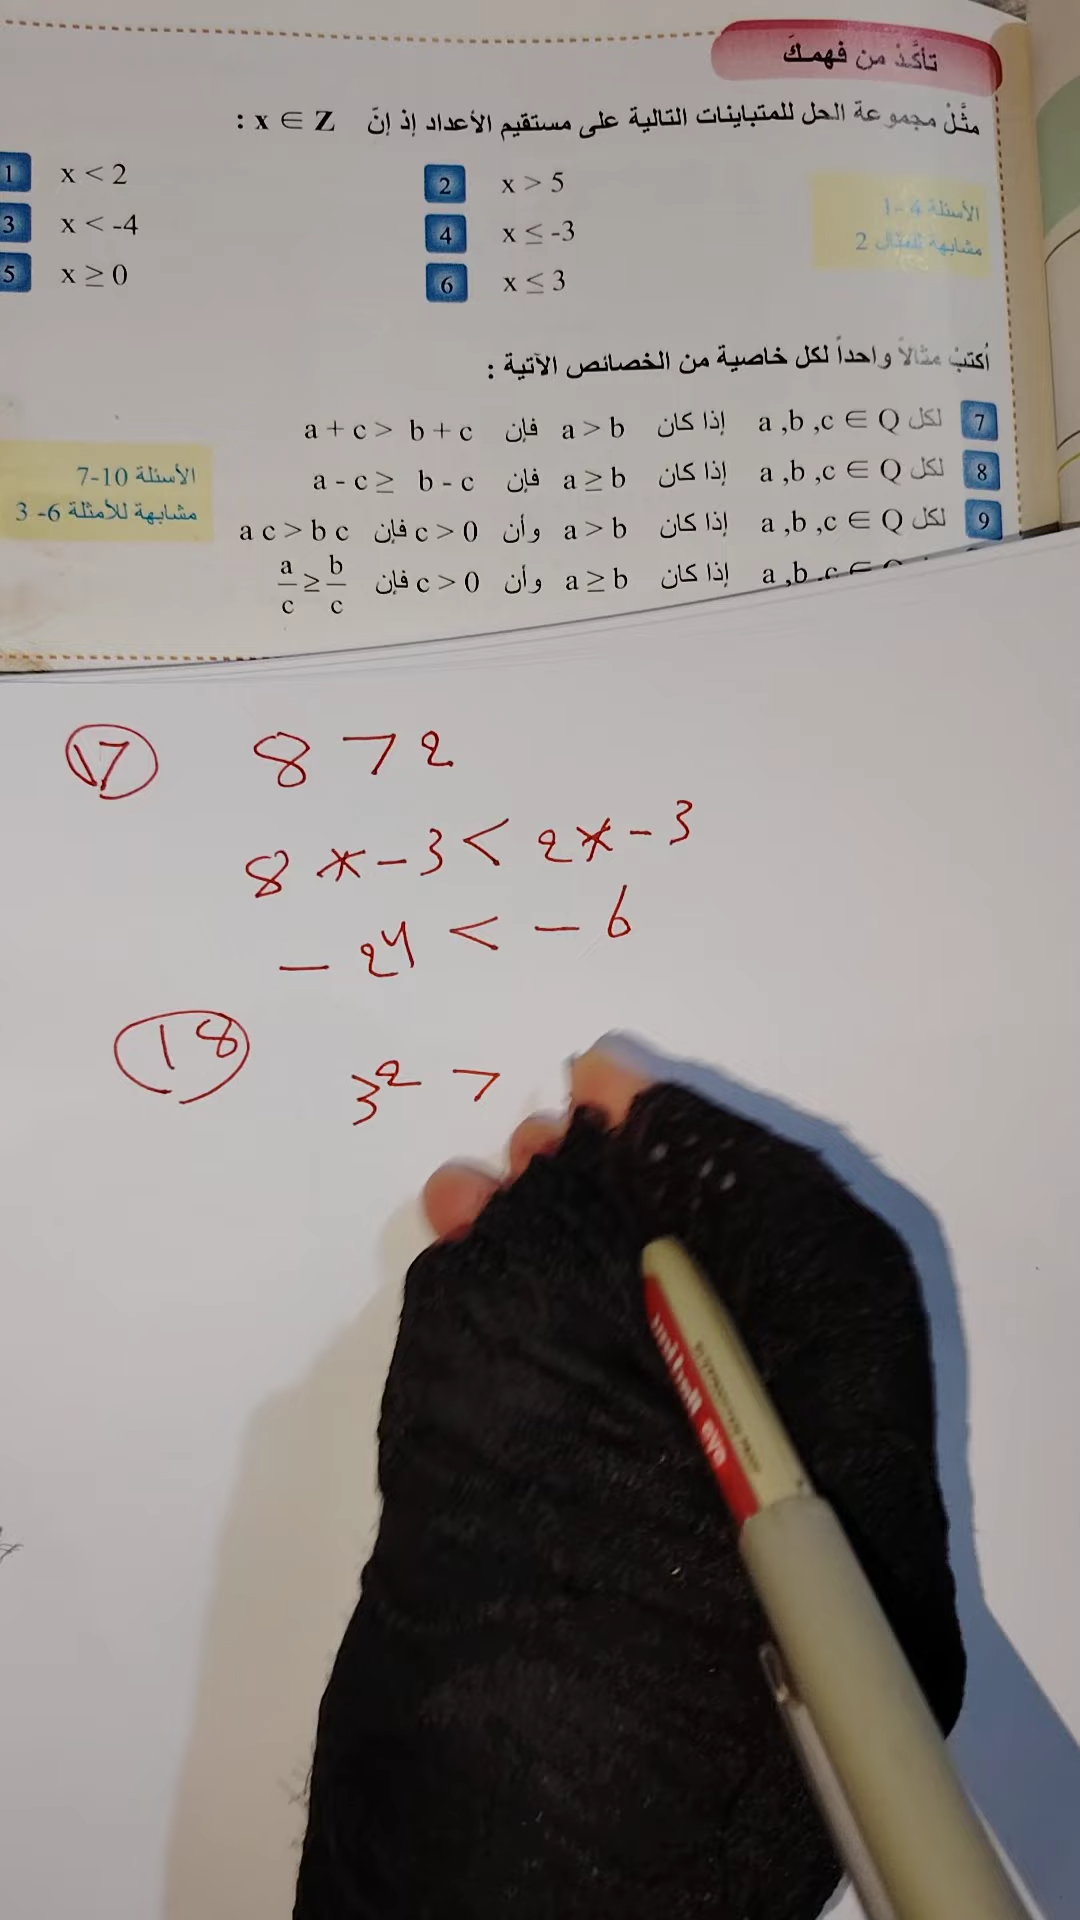 تأكَّدْ من فهمكَ
مثِّلْ مجموعة الحل للمتباينات التالية على مستقيم الأعداد إذ إنّ x ∈ Z :
1 x < 2 2 x > 5
الأسئلة 4 -1
3 x < -4 4 x ≤ -3
مشابهة للمثال 2
5 x ≥ 0 6 x ≤ 3
أكتبْ مثالاً واحداً لكل خاصية من الخصائص الآتية :
7 لكل a ,b ,c ∈ Q إذا كان a > b فإن a + c > b + c
8 لكل a ,b ,c ∈ Q إذا كان a ≥ b فإن a - c ≥ b - c
الأسئلة 10-7
9 لكل a ,b ,c ∈ Q إذا كان a > b وأن c > 0 فإن a c > b c
مشابهة للأمثلة 6- 3
a ,b ,c ∈ إذا كان a ≥ b وأن c > 0 فإن a/c ≥ b/c
17 8 > 2
8 * - 3 < 2 * - 3
- 24 < - 6
18 3² >
uni-ball eye